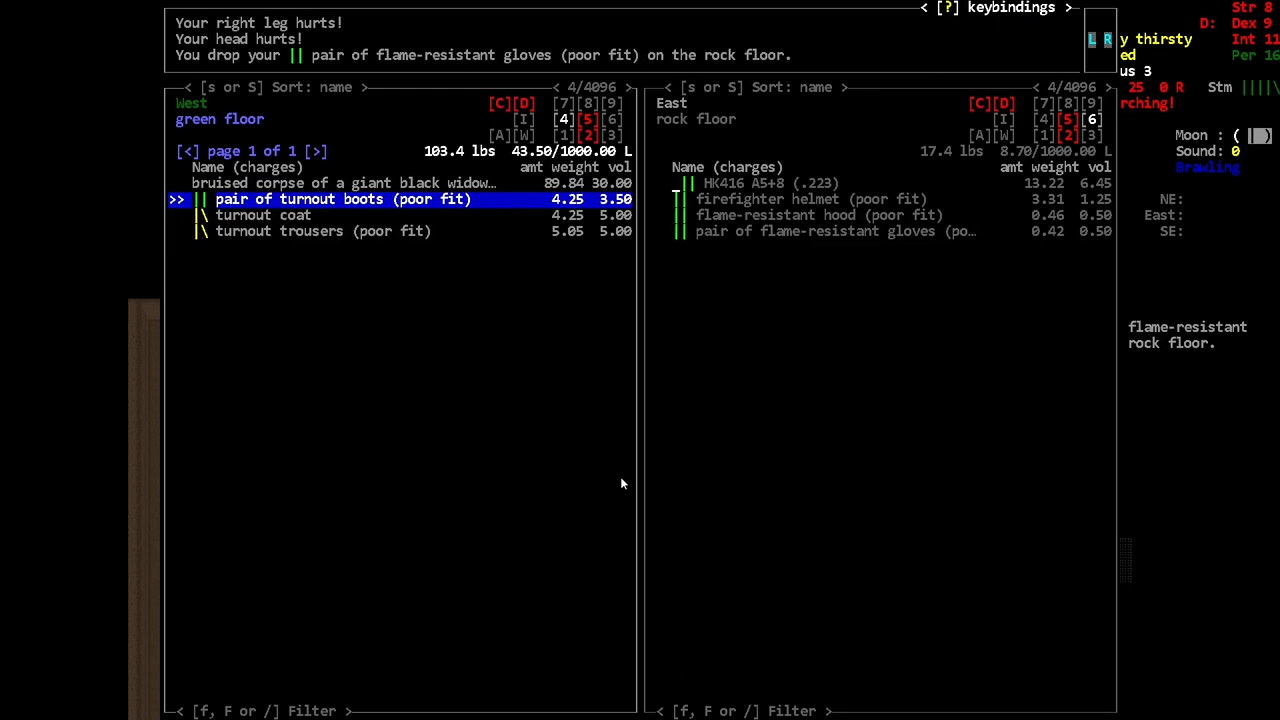 < [?] keybindings >
Your right leg hurts!
Your head hurts!
You drop your || pair of flame-resistant gloves (poor fit) on the rock floor.
L R
Str 8
D: Dex 9
y thirsty Int 11
ed Per 16
us 3
25 0 R Stm ||||\
rching!
Moon : ( | )
Sound: 0
Brawling
NE:
East:
SE:
flame-resistant
rock floor.
< [s or S] Sort: name > < 4/4096 >
West [C][D] [7][8][9]
green floor [I] [4][5][6]
[A][W] [1][2][3]
[<] page 1 of 1 [>] 103.4 lbs 43.50/1000.00 L
Name (charges) amt weight vol
bruised corpse of a giant black widow… 89.84 30.00
>> || pair of turnout boots (poor fit) 4.25 3.50
|\ turnout coat 4.25 5.00
|\ turnout trousers (poor fit) 5.05 5.00
< [f, F or /] Filter >
< [s or S] Sort: name > < 4/4096 >
East [C][D] [7][8][9]
rock floor [I] [4][5][6]
[A][W] [1][2][3]
17.4 lbs 8.70/1000.00 L
Name (charges) amt weight vol
|| HK416 A5+8 (.223) 13.22 6.45
|| firefighter helmet (poor fit) 3.31 1.25
|| flame-resistant hood (poor fit) 0.46 0.50
|| pair of flame-resistant gloves (po… 0.42 0.50
< [f, F or /] Filter >